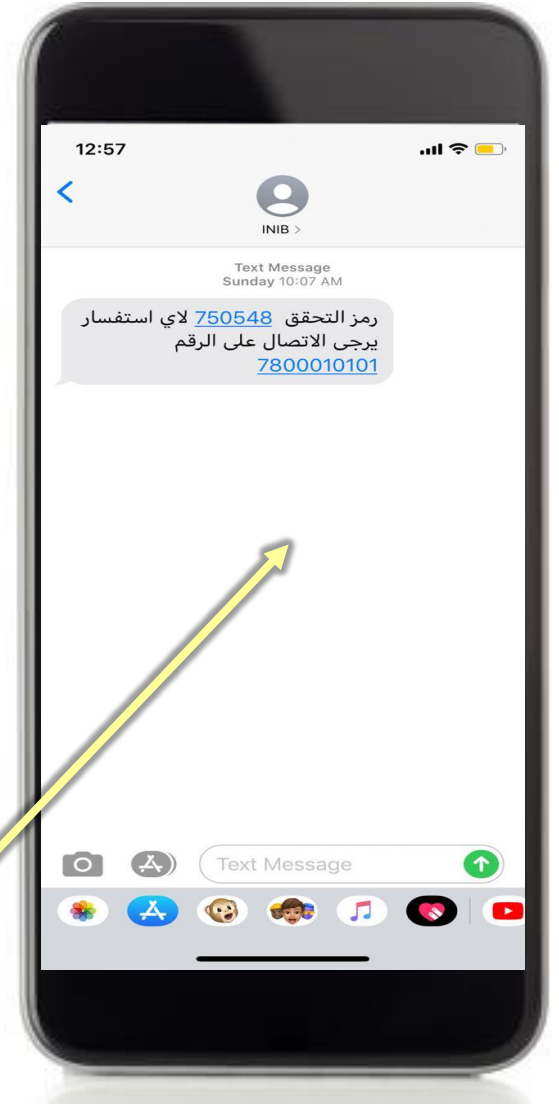 12:57
INIB >
Text Message
Sunday 10:07 AM
رمز التحقق 750548 لاي استفسار
يرجى الاتصال على الرقم
7800010101
Text Message